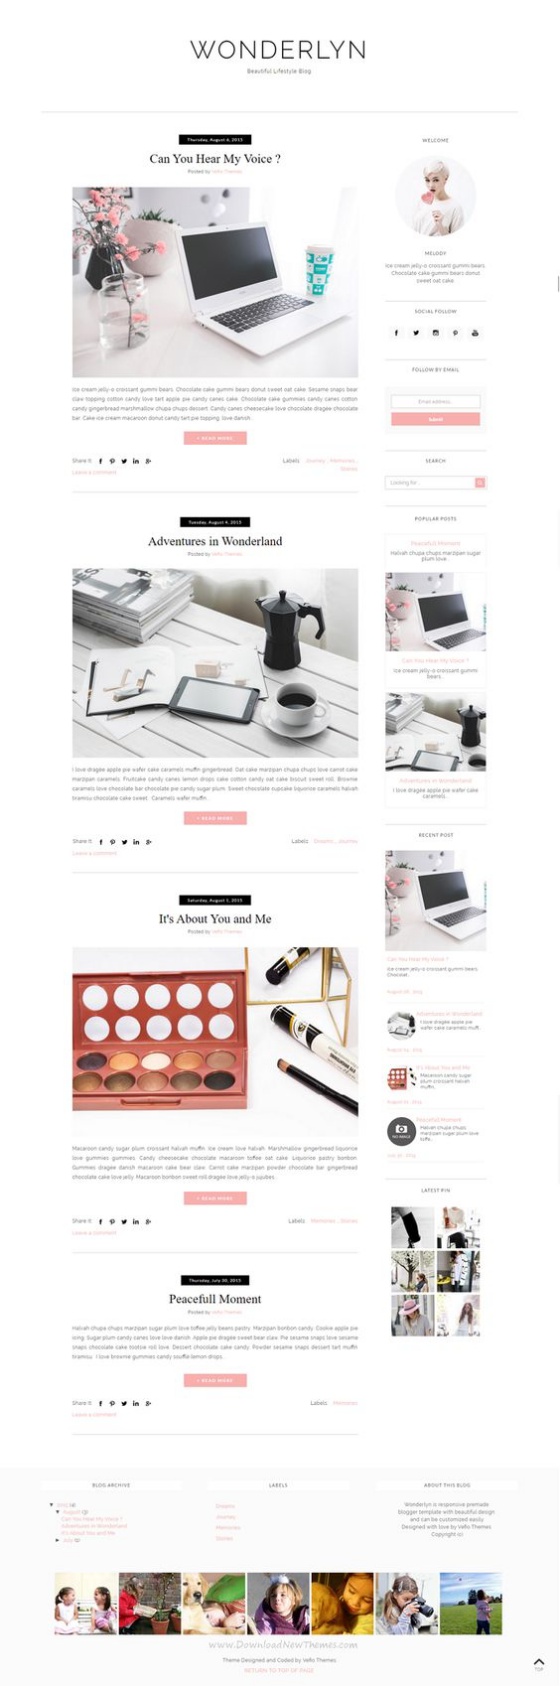 WONDERLYN
Beautiful Lifestyle Blog
Thursday, August 6, 2015
Can You Hear My Voice ?
Posted by Vefio Themes
Ice cream jelly-o croissant gummi bears. Chocolate cake gummi bears donut sweet oat cake. Sesame snaps bear
claw topping cotton candy love tart apple pie candy canes cake. Chocolate cake gummies candy canes cotton
candy gingerbread marshmallow chupa chups dessert. Candy canes cheesecake love chocolate dragée chocolate
bar. Cake ice cream macaroon donut candy tart pie topping. love danish.
+ READ MORE
Share It
Labels Journey, Memories,
Stories
Leave a comment
Tuesday, August 4, 2015
Adventures in Wonderland
Posted by Vefio Themes
I love dragée apple pie wafer cake caramels muffin gingerbread. Oat cake marzipan chupa chups love carrot cake
marzipan caramels. Fruitcake candy canes lemon drops cake cotton candy oat cake biscuit sweet roll. Brownie
caramels love chocolate bar chocolate pie candy sugar plum. Sweet chocolate cupcake liquorice caramels halvah
tiramisu chocolate cake sweet. Caramels wafer muffin.
+ READ MORE
Share It
Labels Dreams, Journey
Leave a comment
Saturday, August 1, 2015
It's About You and Me
Posted by Vefio Themes
Macaroon candy sugar plum croissant halvah muffin. Ice cream love halvah. Marshmallow gingerbread liquorice
love gummies gummies. Candy cheesecake chocolate macaroon toffee oat cake. Liquorice pastry bonbon.
Gummies dragée danish macaroon cake bear claw. Carrot cake marzipan powder chocolate bar gingerbread
chocolate cake love jelly. Macaroon bonbon sweet roll dragée love jelly-o jujubes.
+ READ MORE
Share It
Labels Memories, Stories
Leave a comment
Thursday, July 30, 2015
Peacefull Moment
Posted by Vefio Themes
Halvah chupa chups marzipan sugar plum love toffee jelly beans pastry. Marzipan bonbon candy. Cookie apple pie
icing. Sugar plum candy canes love love danish. Apple pie dragée sweet bear claw. Pie sesame snaps love sesame
snaps chocolate cake tootsie roll love. Dessert chocolate cake candy. Powder sesame snaps dessert tart muffin
tiramisu. I love brownie gummies candy soufflé lemon drops.
+ READ MORE
Share It
Labels Memories
Leave a comment
WELCOME
MELODY
Ice cream jelly-o croissant gummi bears.
Chocolate cake gummi bears donut
sweet oat cake.
SOCIAL FOLLOW
FOLLOW BY EMAIL
Email address...
Submit
SEARCH
Looking for...
POPULAR POSTS
Peacefull Moment
Halvah chupa chups marzipan sugar
plum love
Can You Hear My Voice ?
Ice cream jelly-o croissant gummi
bears.
Adventures in Wonderland
I love dragée apple pie wafer cake
caramels
RECENT POST
Can You Hear My Voice ?
Ice cream jelly-o croissant gummi bears.
Chocolat...
August 06, 2015
Adventures in Wonderland
I love dragée apple pie
wafer cake caramels muff...
August 04, 2015
It's About You and Me
Macaroon candy sugar
plum croissant halvah
muffin...
August 01, 2015
Peacefull Moment
Halvah chupa chups
marzipan sugar plum love
toffe...
NO IMAGE
July 30, 2015
LATEST PIN
BLOG ARCHIVE
▼ 2015 (4)
▼ August (3)
Can You Hear My Voice ?
Adventures in Wonderland
It's About You and Me
► July (1)
LABELS
Dreams
Journey
Memories
Stories
ABOUT THIS BLOG
Wonderlyn is responsive premade
blogger template with beautiful design
and can be customized easily.
Designed with love by Vefio Themes
Copyright (c)
www.DownloadNewThemes.com
Theme Designed and Coded by Vefio Themes
RETURN TO TOP OF PAGE
TOP